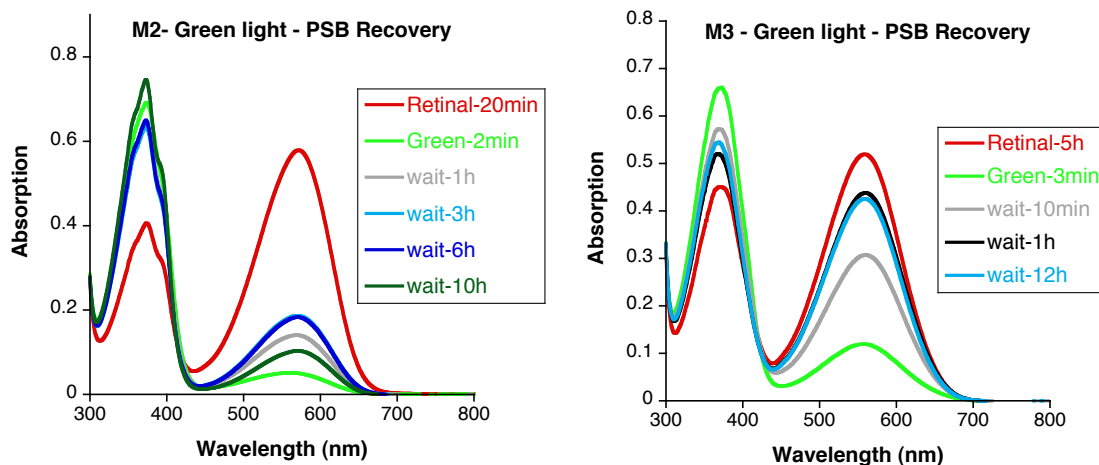 M2- Green light - PSB Recovery
Absorption
0.8
0.6
0.4
0.2
0
300 400 500 600 700 800
Wavelength (nm)
Retinal-20min
Green-2min
wait-1h
wait-3h
wait-6h
wait-10h
M3 - Green light - PSB Recovery
Absorption
0.8
0.7
0.6
0.5
0.4
0.3
0.2
0.1
0
300 400 500 600 700 800
Wavelength (nm)
Retinal-5h
Green-3min
wait-10min
wait-1h
wait-12h